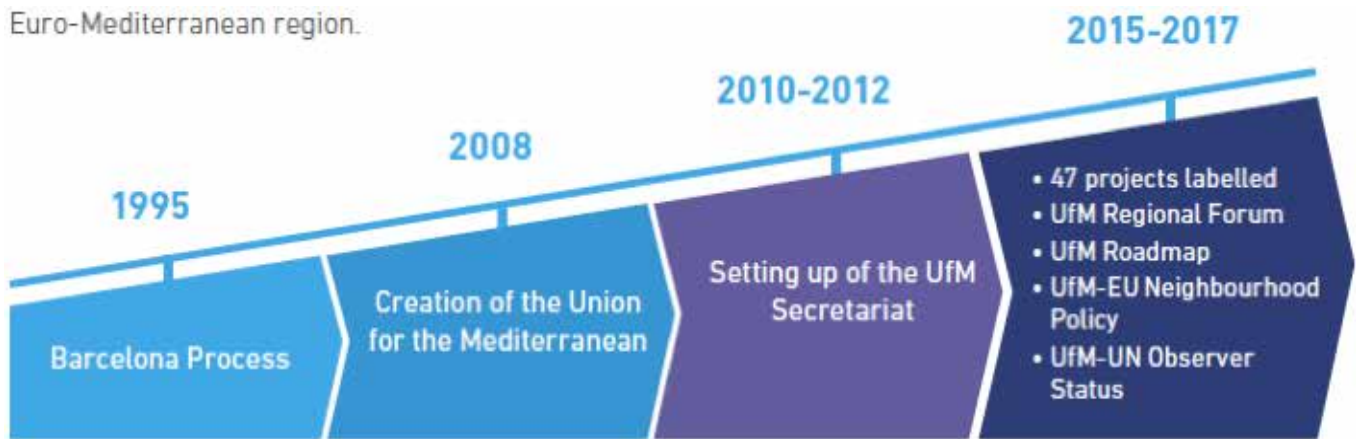 Euro-Mediterranean region.
1995
2008
2010-2012
2015-2017
Barcelona Process
Creation of the Union
for the Mediterranean
Setting up of the UfM
Secretariat
• 47 projects labelled
• UfM Regional Forum
• UfM Roadmap
• UfM-EU Neighbourhood
Policy
• UfM-UN Observer
Status